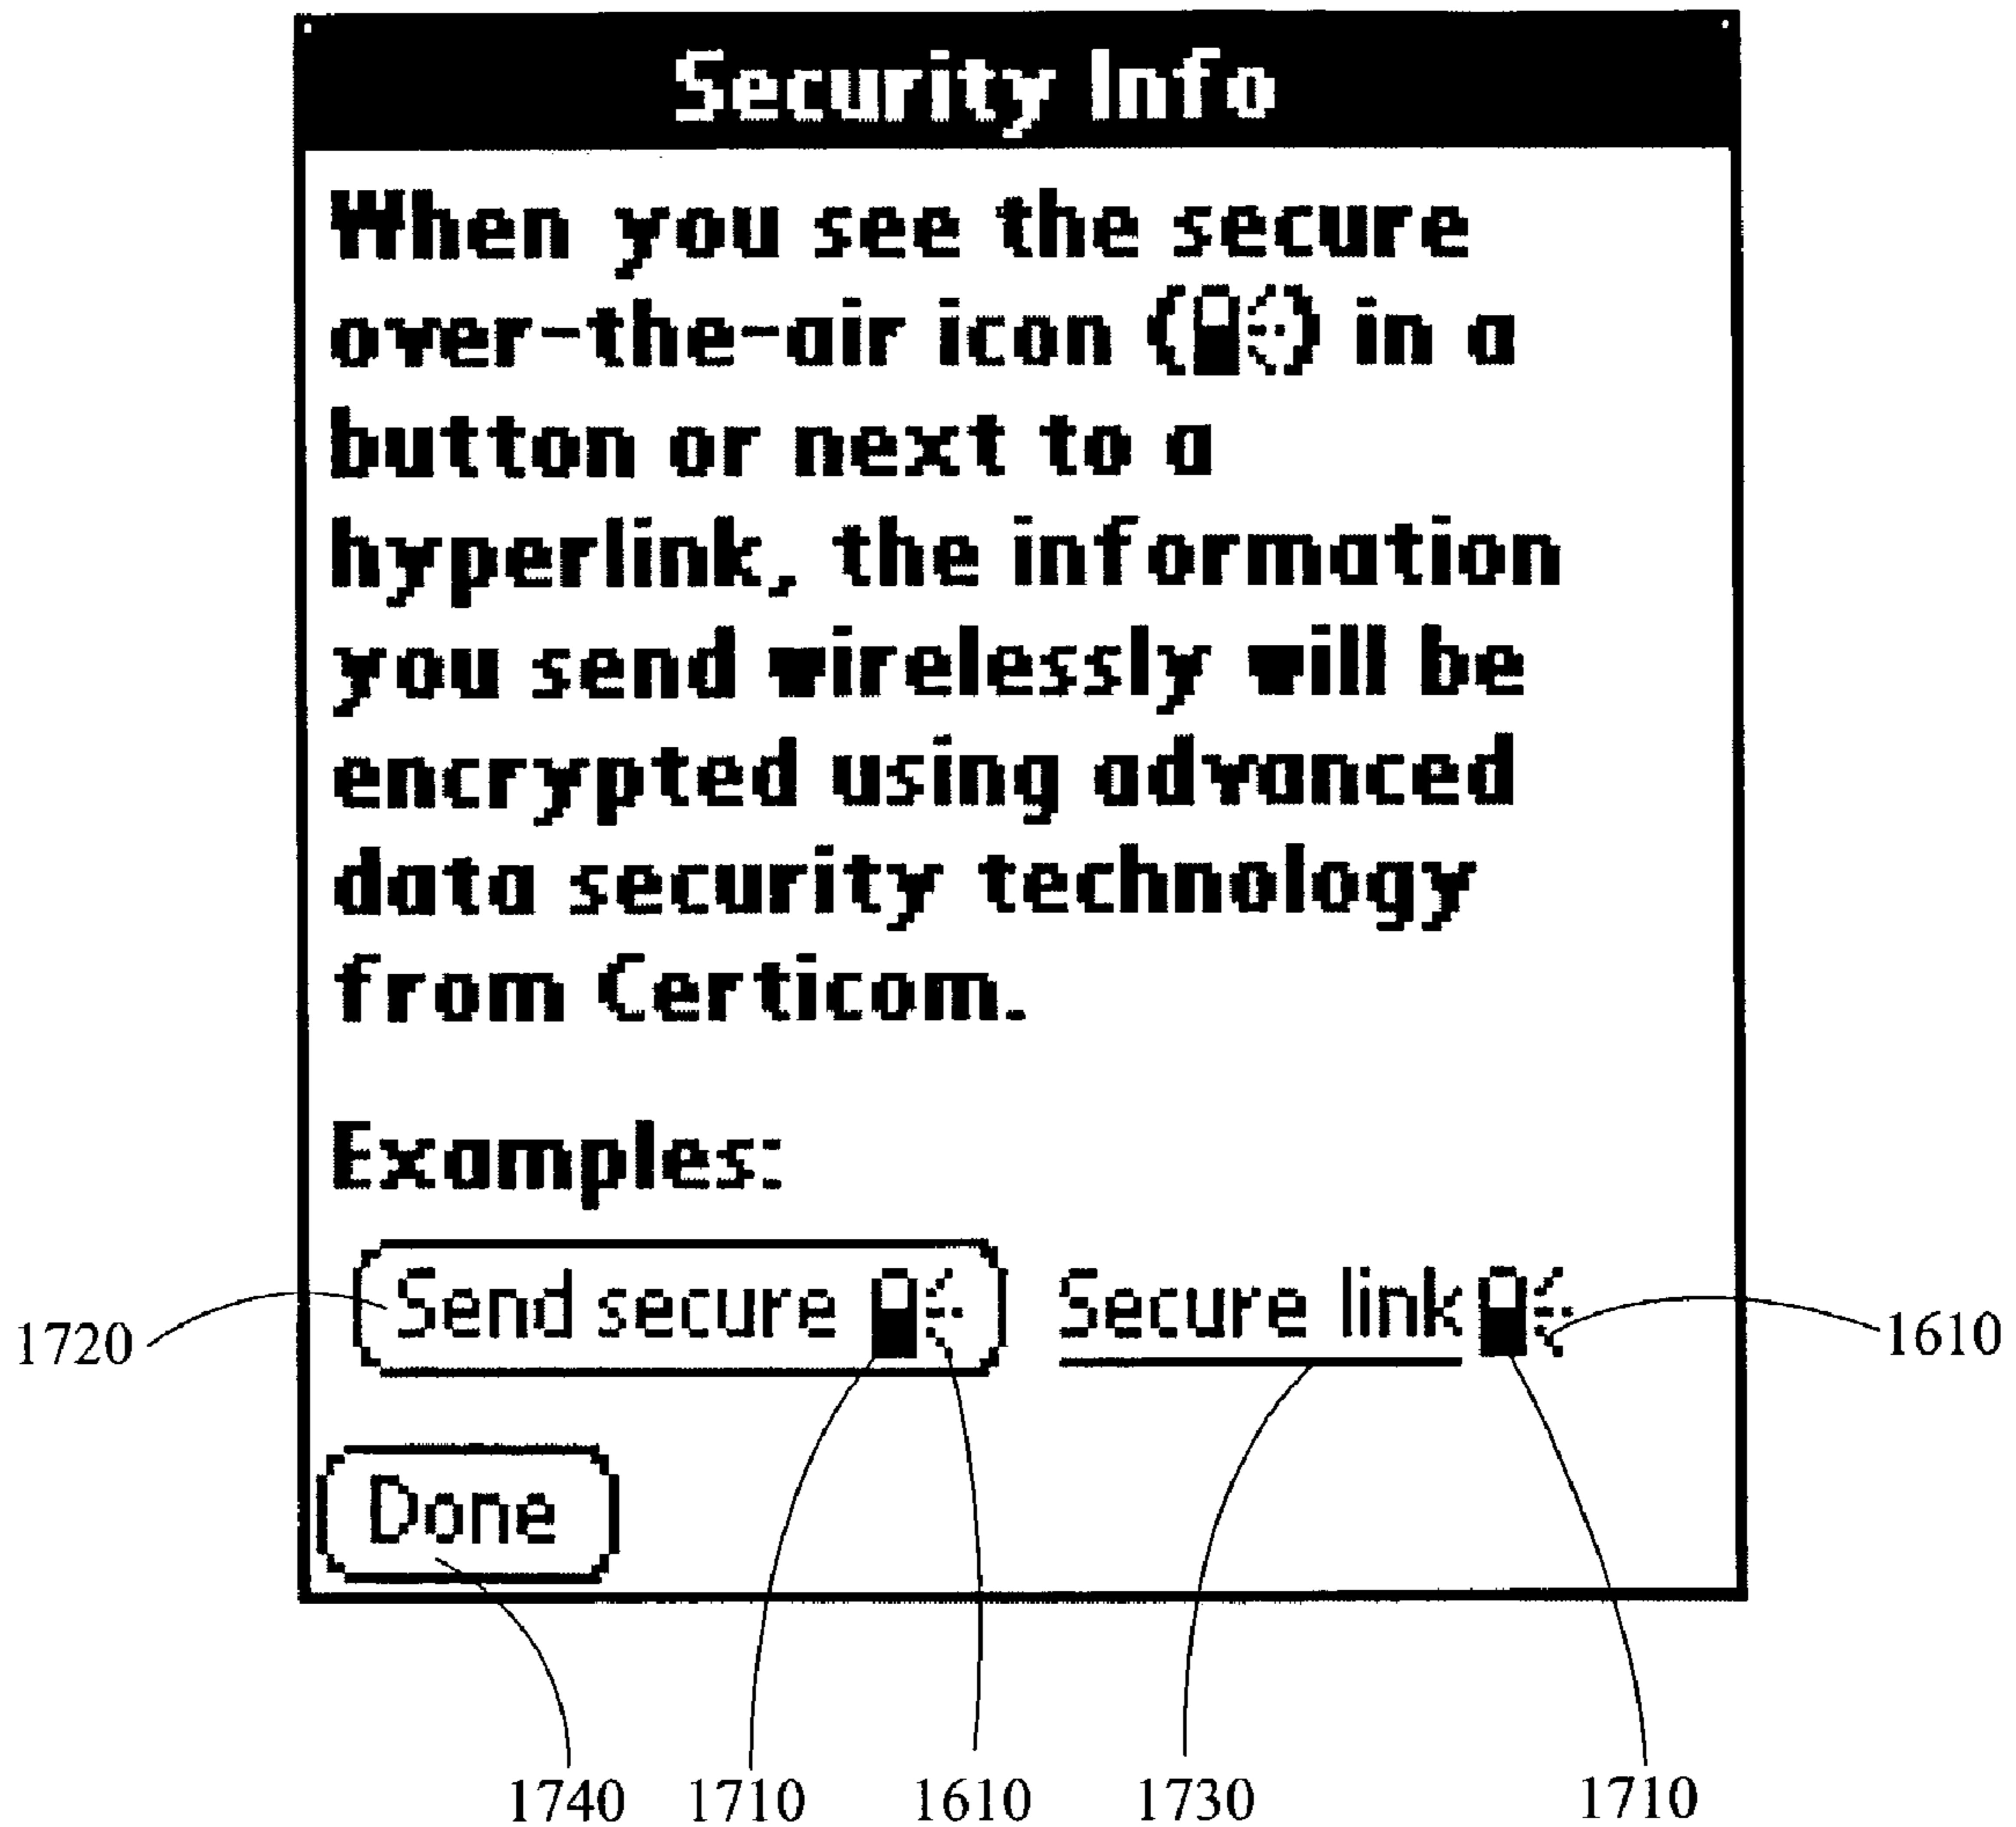 Security Info
When you see the secure
over-the-air icon () in a
button or next to a
hyperlink, the information
you send wirelessly will be
encrypted using advanced
data security technology
from Certicom.
Examples:
Send secure Secure link
1720 1610
Done
1740 1710 1610 1730 1710